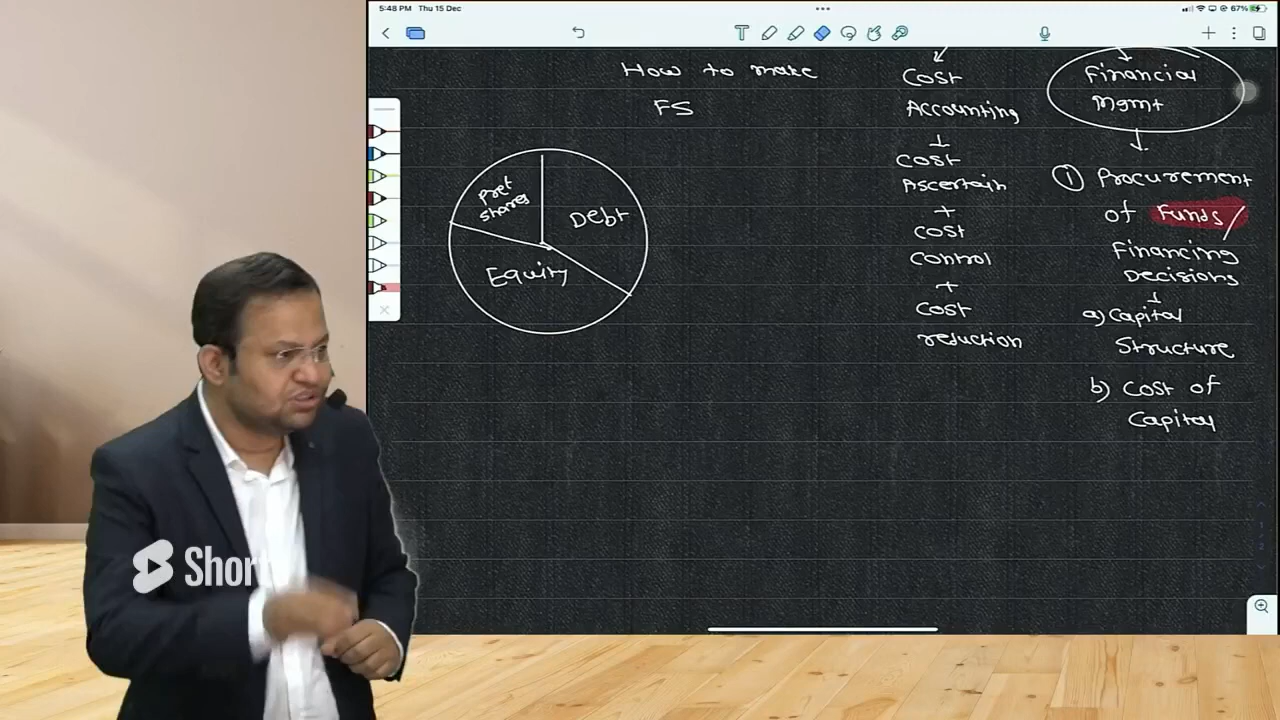 5:48 PM Thu 15 Dec
67%
How to make
FS
Pref
shares
Debt
Equity
Cost
Accounting
Cost
Ascertain
+
Cost
Control
+
Cost
reduction
Financial
Mgmt
① Procurement
of Funds/
Financing
Decisions
a) Capital
Structure
b) Cost of
Capital
Short